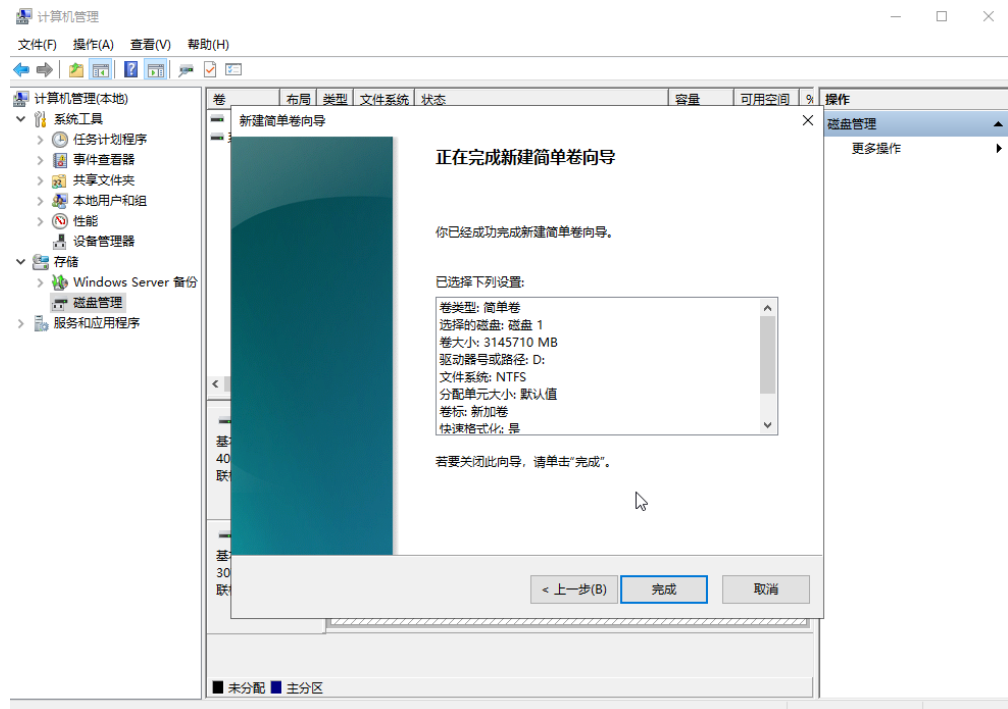 计算机管理
文件(F) 操作(A) 查看(V) 帮助(H)
计算机管理(本地)
系统工具
任务计划程序
事件查看器
共享文件夹
本地用户和组
性能
设备管理器
存储
Windows Server 备份
磁盘管理
服务和应用程序
卷 布局 类型 文件系统 状态 容量 可用空间 %
新建简单卷向导
正在完成新建简单卷向导
你已经成功完成新建简单卷向导。
已选择下列设置:
卷类型: 简单卷
选择的磁盘: 磁盘 1
卷大小: 3145710 MB
驱动器号或路径: D:
文件系统: NTFS
分配单元大小: 默认值
卷标: 新加卷
快速格式化: 是
若要关闭此向导，请单击"完成"。
< 上一步(B) 完成 取消
基
40
联
基
30
联
未分配 主分区
操作
磁盘管理
更多操作